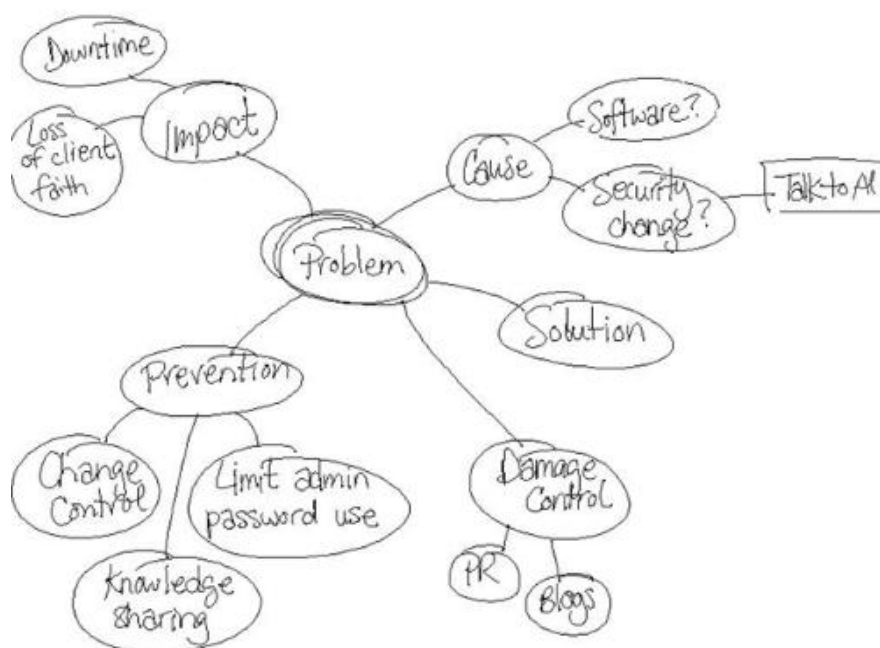 Downtime
Loss
of client
faith
Impact
Cause
Software?
Security
change?
Talk to Al
Problem
Solution
Prevention
Change
Control
Limit admin
password use
Knowledge
sharing
Damage
Control
PR
Blogs